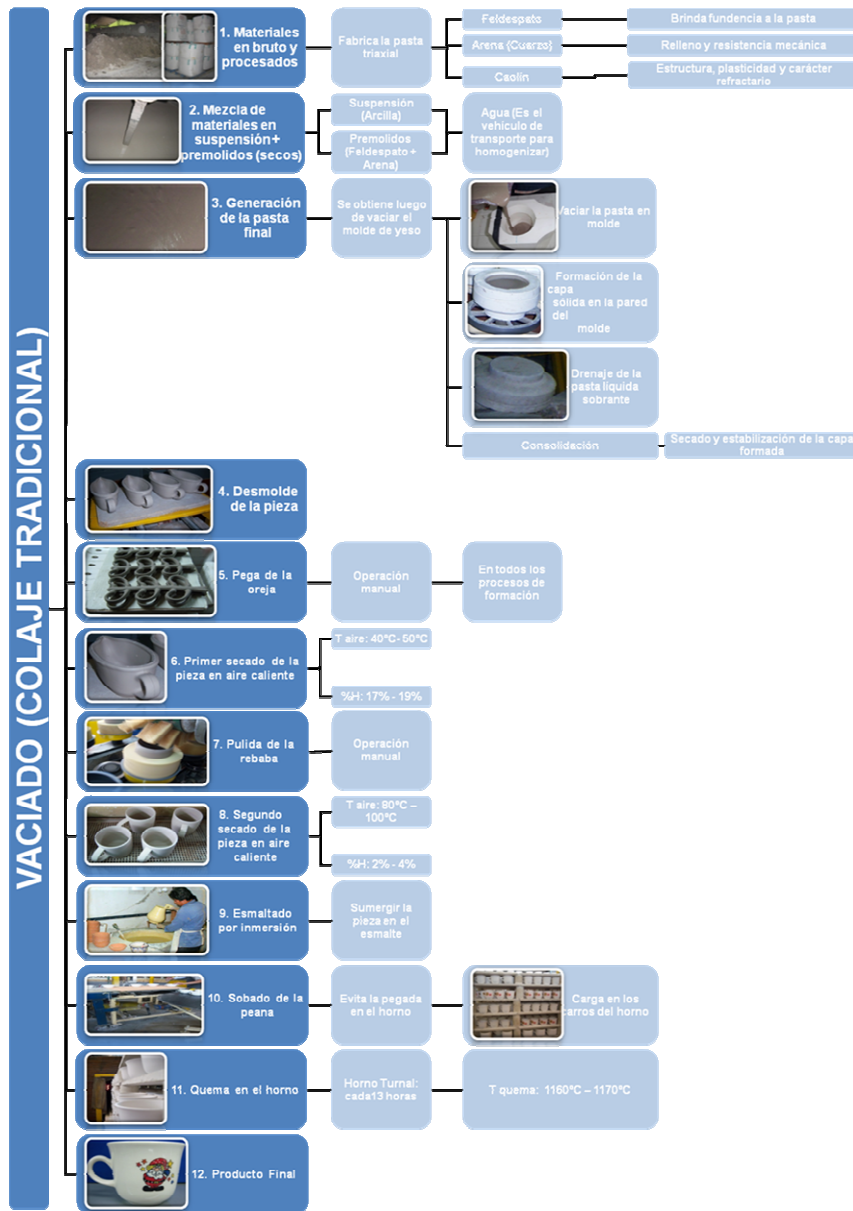 VACIADO (COLAJE TRADICIONAL)
1. Materiales
en bruto y
procesados
Fabrica la pasta
triaxial
Feldespato
Brinda fundencia a la pasta
Arena (Cuarzo)
Relleno y resistencia mecánica
Caolín
Estructura, plasticidad y carácter
refractario
2. Mezcla de
materiales en
suspensión+
premolidos (secos)
Suspensión
(Arcilla)
Premolidos
(Feldespato +
Arena)
Agua (Es el
vehículo de
transporte para
homogenizar)
3. Generación
de la pasta
final
Se obtiene luego
de vaciar el
molde de yeso
Vaciar la pasta en
molde
Formación de la
capa
sólida en la pared
del
molde
Drenaje de la
pasta líquida
sobrante
Consolidación
Secado y estabilización de la capa
formada
4. Desmolde
de la pieza
5. Pega de la
oreja
Operación
manual
En todos los
procesos de
formación
6. Primer secado de la
pieza en aire caliente
T aire: 40°C- 50°C
%H: 17% - 19%
7. Pulida de la
rebaba
Operación
manual
8. Segundo
secado de la
pieza en aire
caliente
T aire: 80°C –
100°C
%H: 2% - 4%
9. Esmaltado
por inmersión
Sumergir la
pieza en el
esmalte
10. Sobado de la
peana
Evita la pegada
en el horno
Carga en los
carros del horno
11. Quema en el horno
Horno Turnal:
cada13 horas
T quema: 1160°C – 1170°C
12. Producto Final